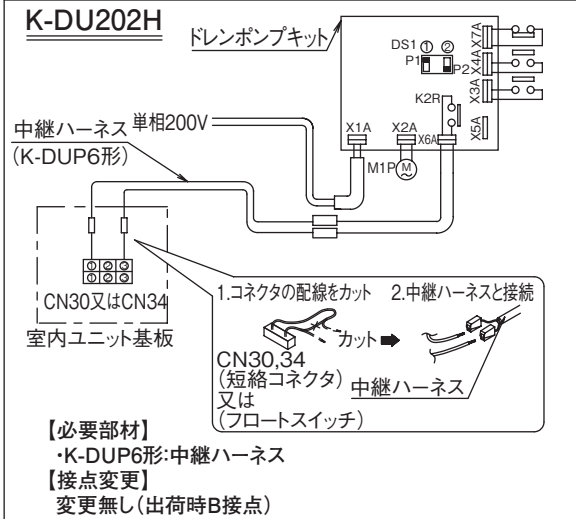 K-DU202H
ドレンポンプキット
DS1 ① ②
P1
P2
X7A
X4A
X3A
K2R
X5A
X1A
X2A
X6A
M1P
M
単相200V
中継ハーネス
(K-DUP6形)
① ② ③
① ② ③
CN30又はCN34
室内ユニット基板
1.コネクタの配線をカット
2.中継ハーネスと接続
カット
CN30,34
(短絡コネクタ)
又は
(フロートスイッチ)
中継ハーネス
【必要部材】
・K-DUP6形:中継ハーネス
【接点変更】
変更無し(出荷時B接点)